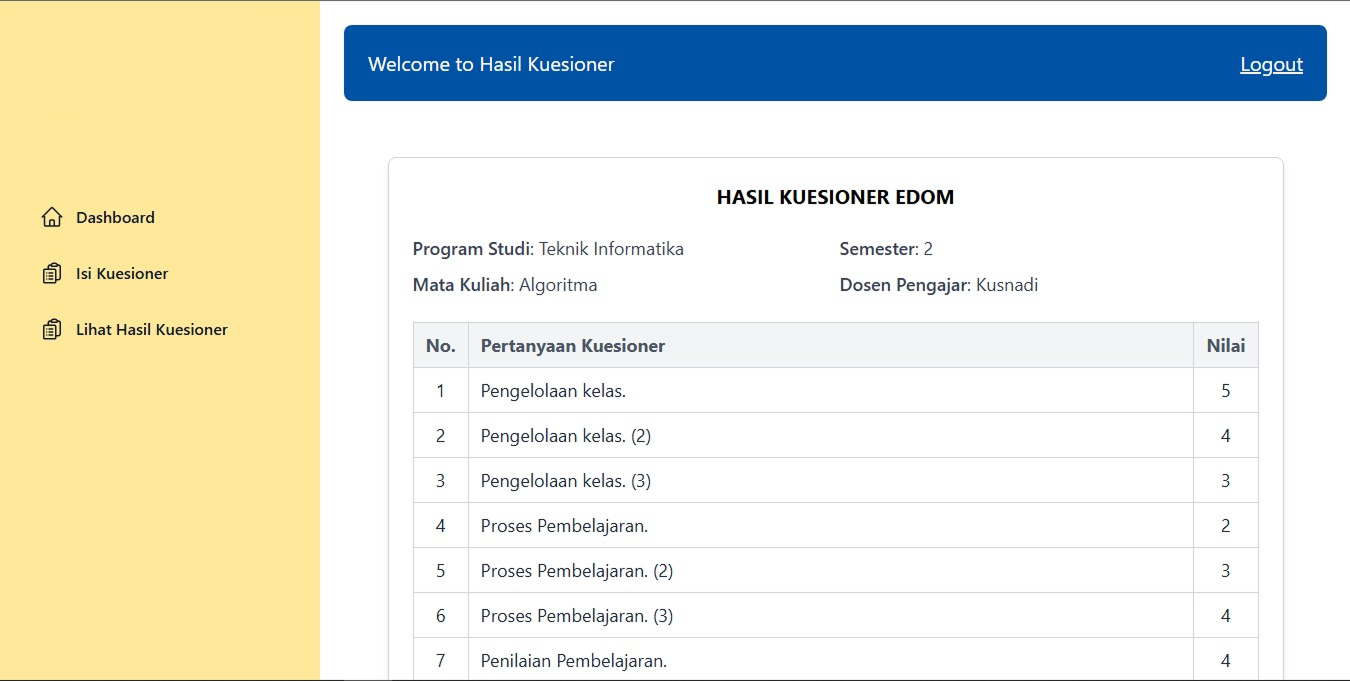 Welcome to Hasil Kuesioner
Logout
Dashboard
Isi Kuesioner
Lihat Hasil Kuesioner
HASIL KUESIONER EDOM
Program Studi: Teknik Informatika
Semester: 2
Mata Kuliah: Algoritma
Dosen Pengajar: Kusnadi
No. Pertanyaan Kuesioner Nilai
1 Pengelolaan kelas. 5
2 Pengelolaan kelas. (2) 4
3 Pengelolaan kelas. (3) 3
4 Proses Pembelajaran. 2
5 Proses Pembelajaran. (2) 3
6 Proses Pembelajaran. (3) 4
7 Penilaian Pembelajaran. 4